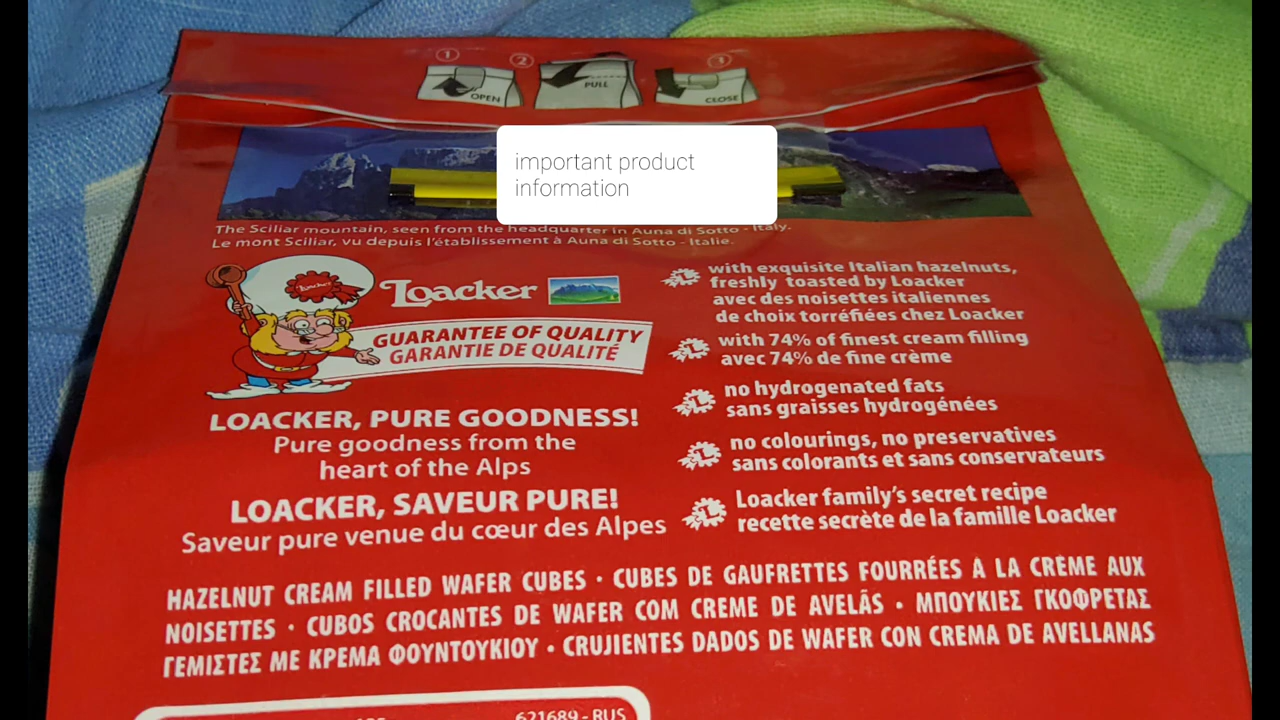 1
2
3
OPEN
PULL
CLOSE
important product
information
The Sciliar mountain, seen from the headquarter in Auna di Sotto - Italy.
Le mont Sciliar, vu depuis l'établissement à Auna di Sotto - Italie.
Loacker
Loacker
GUARANTEE OF QUALITY
GARANTIE DE QUALITÉ
LOACKER, PURE GOODNESS!
Pure goodness from the
heart of the Alps
LOACKER, SAVEUR PURE!
Saveur pure venue du cœur des Alpes
with exquisite Italian hazelnuts,
freshly toasted by Loacker
avec des noisettes italiennes
de choix torréfiées chez Loacker
L with 74% of finest cream filling
avec 74% de fine crème
L no hydrogenated fats
sans graisses hydrogénées
L no colourings, no preservatives
sans colorants et sans conservateurs
L Loacker family's secret recipe
recette secrète de la famille Loacker
HAZELNUT CREAM FILLED WAFER CUBES · CUBES DE GAUFRETTES FOURRÉES À LA CRÈME AUX
NOISETTES · CUBOS CROCANTES DE WAFER COM CREME DE AVELÃS · ΜΠΟΥΚΙΕΣ ΓΚΟΦΡΕΤΑΣ
ΓΕΜΙΣΤΕΣ ΜΕ ΚΡΕΜΑ ΦΟΥΝΤΟΥΚΙΟΥ · CRUJIENTES DADOS DE WAFER CON CREMA DE AVELLANAS
621689 - RUS